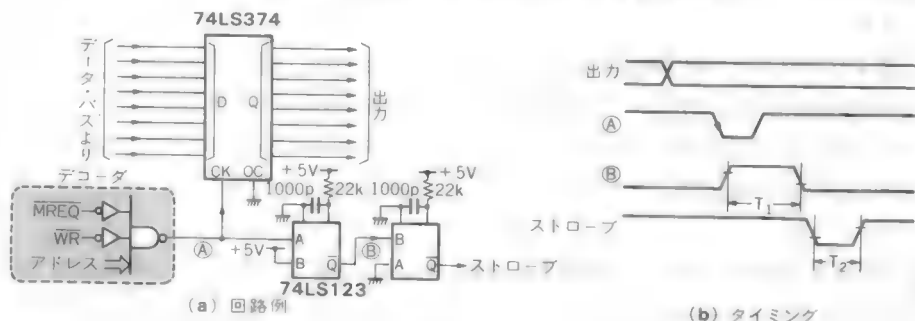 74LS374
データ・バスより
D
Q
出力
CK
OC
デコーダ
MREQ
WR
アドレス
Ⓐ
+5V
+5V
1000p
22k
A
B
Q̅
74LS123
Ⓑ
+5V
1000p
22k
B
A
Q̅
ストローブ
(a) 回路例
出力
Ⓐ
Ⓑ
T₁
ストローブ
T₂
(b) タイミング